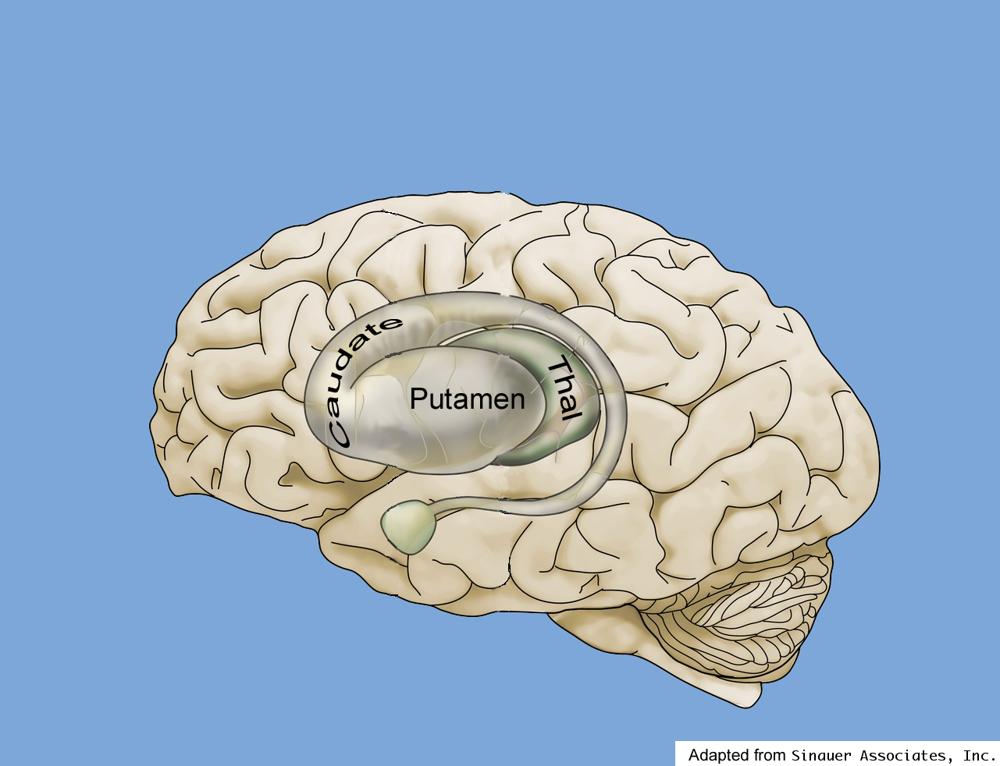 Caudate
Putamen
Thal
Adapted from Sinauer Associates, Inc.